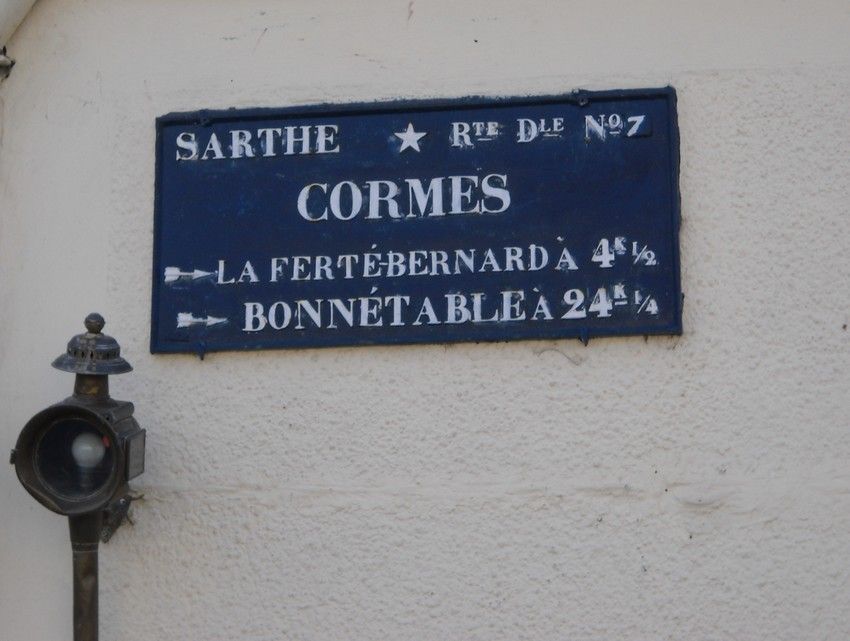 SARTHE ★ RTE DLE Nº 7
CORMES
LA FERTÉ-BERNARD À 4K 1/2
BONNÉTABLE À 24K 1/4